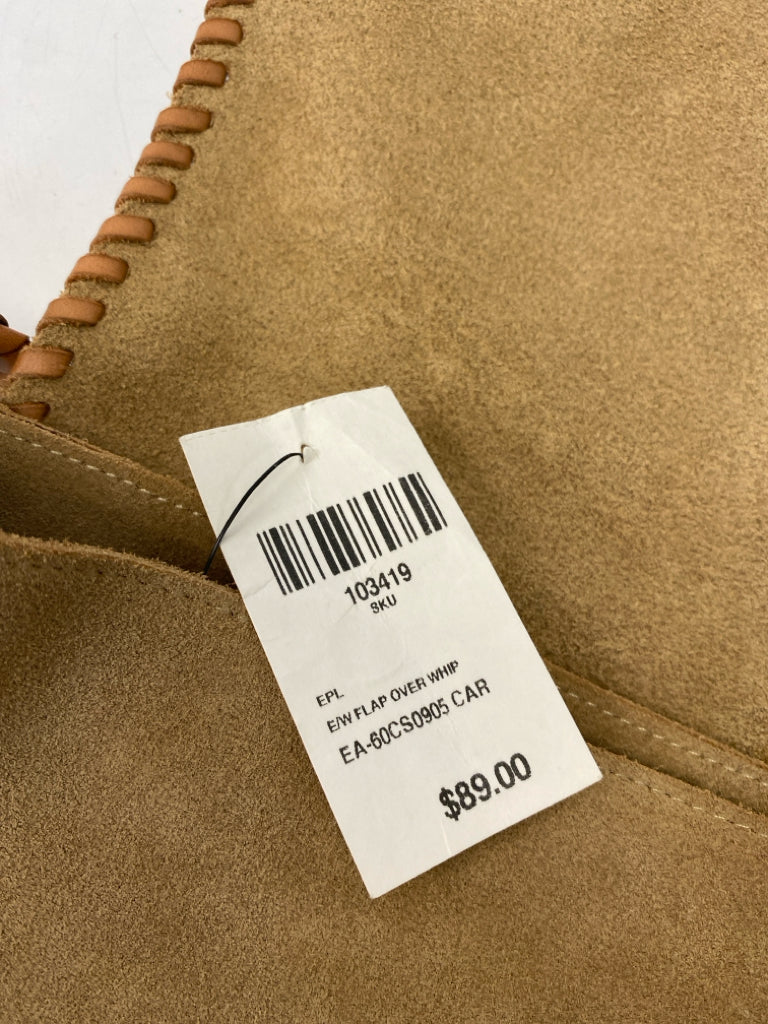 103419
SKU
EPL
E/W FLAP OVER WHIP
EA-60CS0905 CAR
$89.00